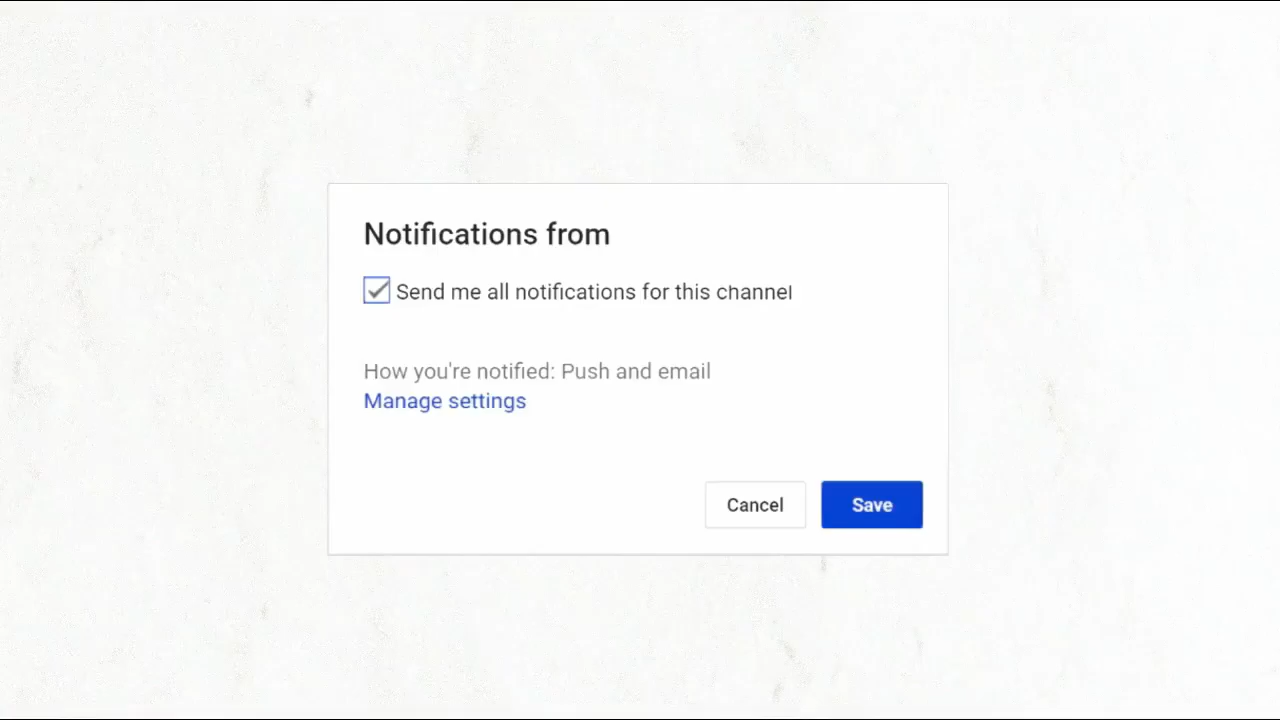 Notifications from
Send me all notifications for this channel
How you're notified: Push and email
Manage settings
Cancel
Save